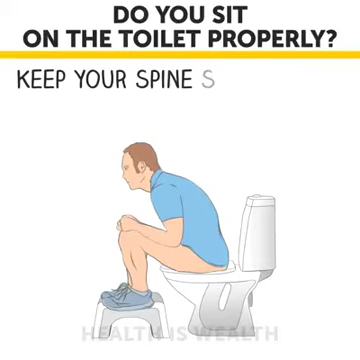 DO YOU SIT
ON THE TOILET PROPERLY?
KEEP YOUR SPINE S
HEALTH IS WEALTH